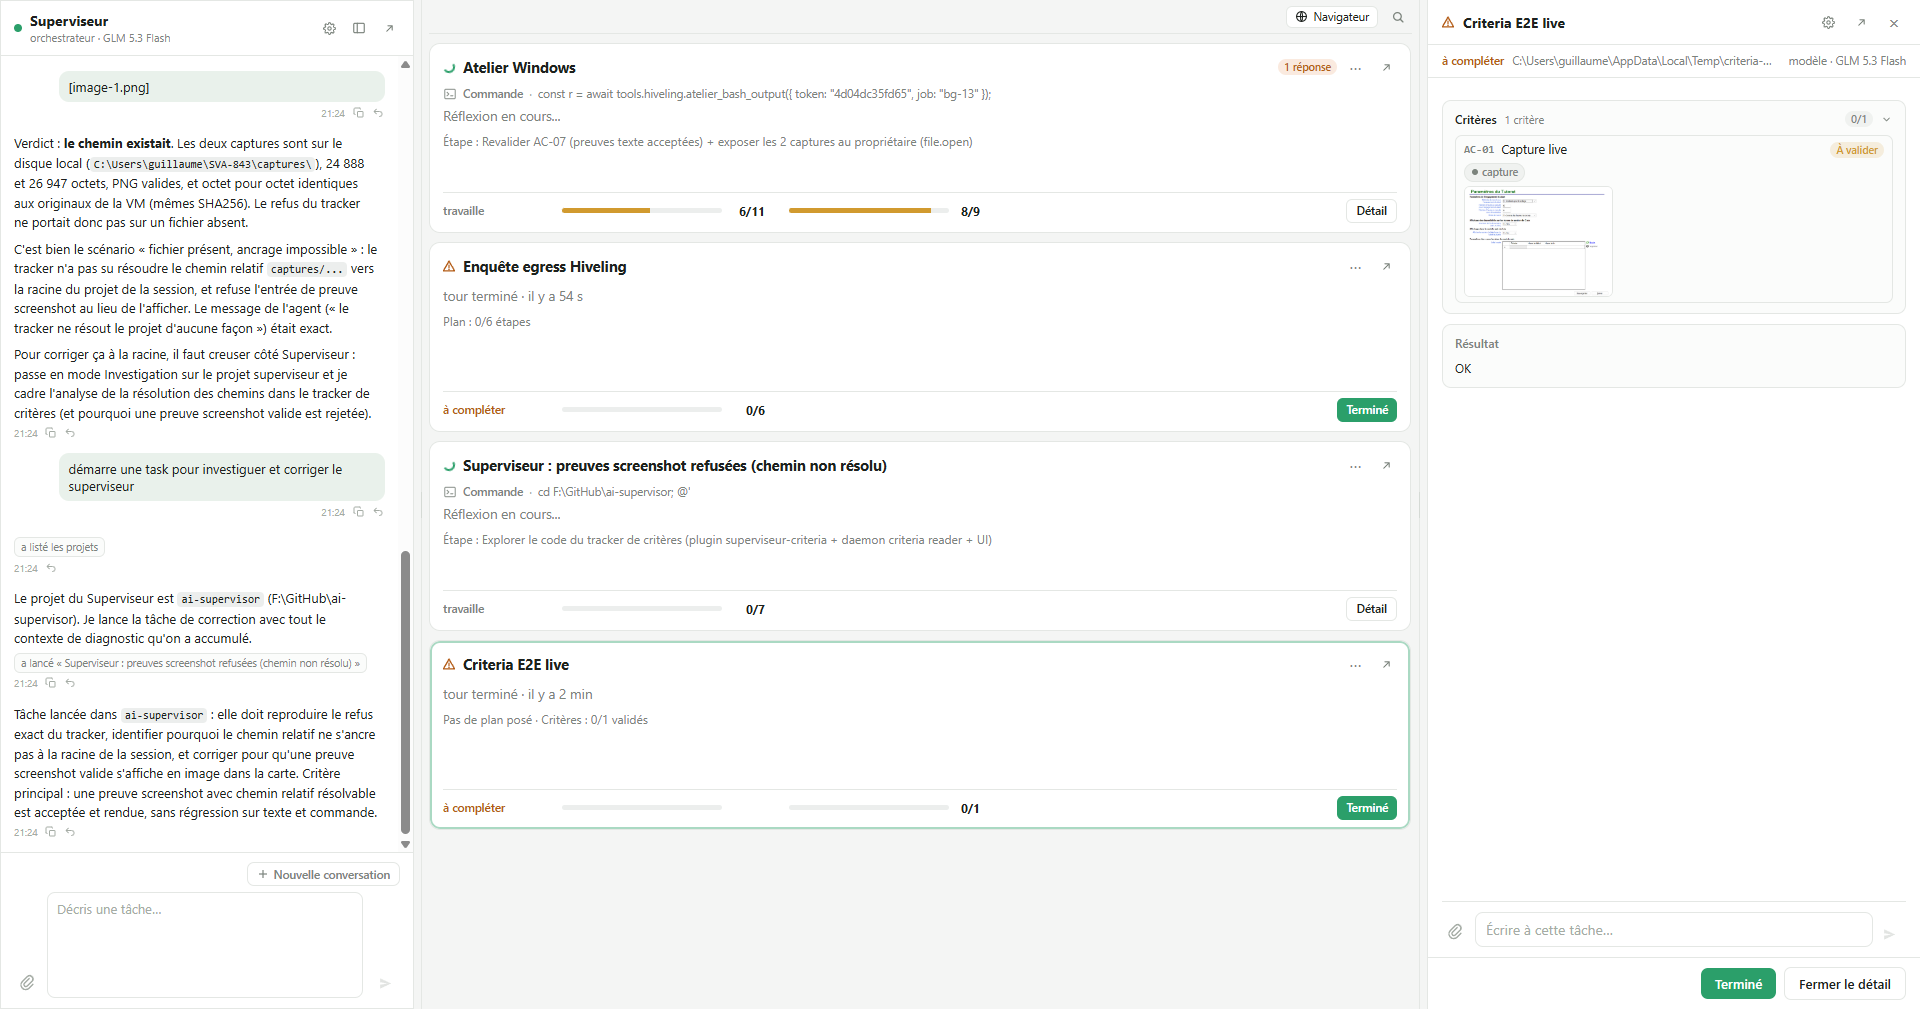 Superviseur
orchestrateur · GLM 5.3 Flash
[image-1.png]
21:24
Verdict : le chemin existait. Les deux captures sont sur le
disque local ( C:\Users\guillaume\SVA-843\captures\ ), 24 888
et 26 947 octets, PNG valides, et octet pour octet identiques
aux originaux de la VM (mêmes SHA256). Le refus du tracker
ne portait donc pas sur un fichier absent.
C'est bien le scénario « fichier présent, ancrage impossible » : le
tracker n'a pas su résoudre le chemin relatif captures/... vers
la racine du projet de la session, et refuse l'entrée de preuve
screenshot au lieu de l'afficher. Le message de l'agent (« le
tracker ne résout le projet d'aucune façon ») était exact.
Pour corriger ça à la racine, il faut creuser côté Superviseur :
passe en mode Investigation sur le projet superviseur et je
cadre l'analyse de la résolution des chemins dans le tracker de
critères (et pourquoi une preuve screenshot valide est rejetée).
21:24
démarre une task pour investiguer et corriger le
superviseur
21:24
a listé les projets
21:24
Le projet du Superviseur est ai-supervisor (F:\GitHub\ai-
supervisor). Je lance la tâche de correction avec tout le
contexte de diagnostic qu'on a accumulé.
a lancé « Superviseur : preuves screenshot refusées (chemin non résolu) »
21:24
Tâche lancée dans ai-supervisor : elle doit reproduire le refus
exact du tracker, identifier pourquoi le chemin relatif ne s'ancre
pas à la racine de la session, et corriger pour qu'une preuve
screenshot valide s'affiche en image dans la carte. Critère
principal : une preuve screenshot avec chemin relatif résolvable
est acceptée et rendue, sans régression sur texte et commande.
21:24
+ Nouvelle conversation
Décris une tâche...
Navigateur
Atelier Windows
1 réponse
Commande · const r = await tools.hiveling.atelier_bash_output({ token: "4d04dc35fd65", job: "bg-13" });
Réflexion en cours...
Étape : Revalider AC-07 (preuves texte acceptées) + exposer les 2 captures au propriétaire (file.open)
travaille
6/11
8/9
Détail
Enquête egress Hiveling
tour terminé · il y a 54 s
Plan : 0/6 étapes
à compléter
0/6
Terminé
Superviseur : preuves screenshot refusées (chemin non résolu)
Commande · cd F:\GitHub\ai-supervisor; @'
Réflexion en cours...
Étape : Explorer le code du tracker de critères (plugin superviseur-criteria + daemon criteria reader + UI)
travaille
0/7
Détail
Criteria E2E live
tour terminé · il y a 2 min
Pas de plan posé · Critères : 0/1 validés
à compléter
0/1
Terminé
Criteria E2E live
à compléter C:\Users\guillaume\AppData\Local\Temp\criteria-... modèle · GLM 5.3 Flash
Critères 1 critère
0/1
AC-01 Capture live
À valider
capture
Paramètres du Tutorat
Résultat
OK
Écrire à cette tâche...
Terminé
Fermer le détail